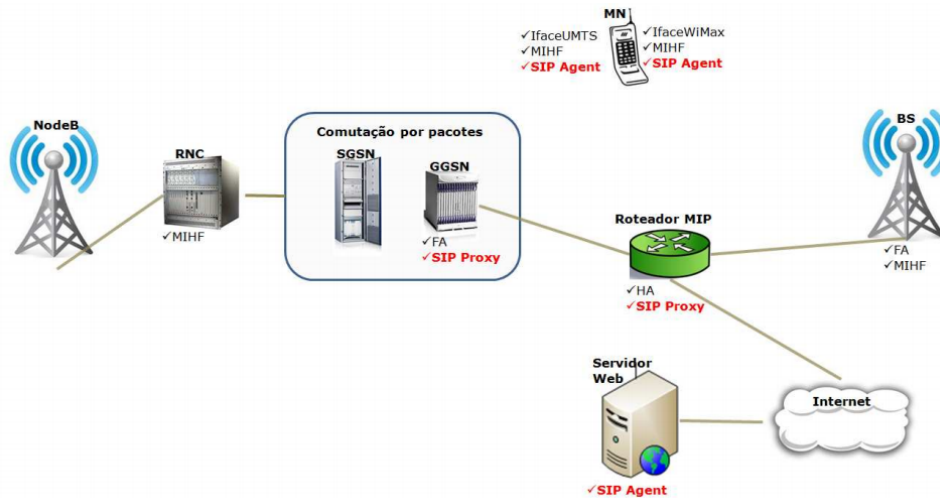 MN
✓IfaceUMTS
✓MIHF
✓SIP Agent
✓IfaceWiMax
✓MIHF
✓SIP Agent
NodeB
RNC
✓MIHF
Comutação por pacotes
SGSN
GGSN
✓FA
✓SIP Proxy
Roteador MIP
✓HA
✓SIP Proxy
BS
✓FA
✓MIHF
Servidor
Web
✓SIP Agent
Internet